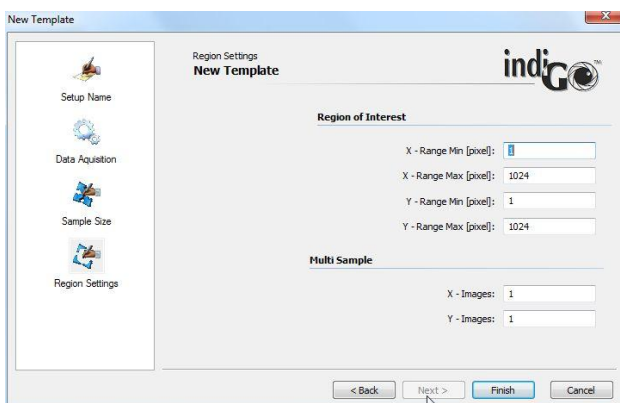 New Template
Setup Name
Data Aquisition
Sample Size
Region Settings
Region Settings
New Template
indiGo™
Region of Interest
X - Range Min [pixel]: 1
X - Range Max [pixel]: 1024
Y - Range Min [pixel]: 1
Y - Range Max [pixel]: 1024
Multi Sample
X - Images: 1
Y - Images: 1
< Back Next > Finish Cancel